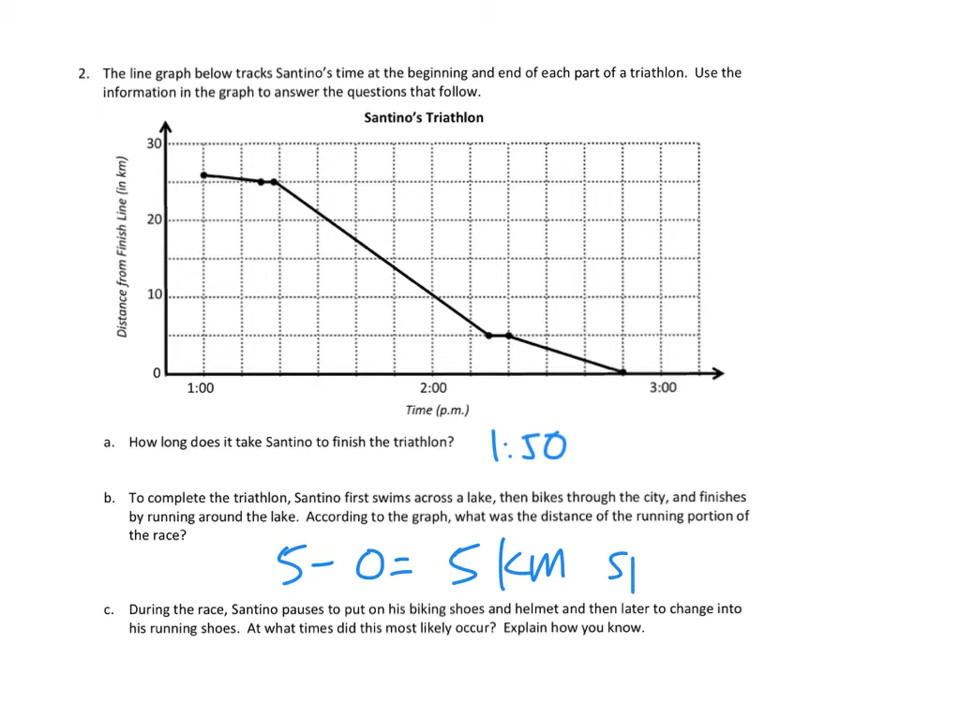 2. The line graph below tracks Santino's time at the beginning and end of each part of a triathlon. Use the
information in the graph to answer the questions that follow.
Santino's Triathlon
Distance from Finish Line (in km)
30
20
10
0
1:00 2:00 3:00
Time (p.m.)
a. How long does it take Santino to finish the triathlon? 1:50
b. To complete the triathlon, Santino first swims across a lake, then bikes through the city, and finishes
by running around the lake. According to the graph, what was the distance of the running portion of
the race?
5-0= 5 km
c. During the race, Santino pauses to put on his biking shoes and helmet and then later to change into
his running shoes. At what times did this most likely occur? Explain how you know.